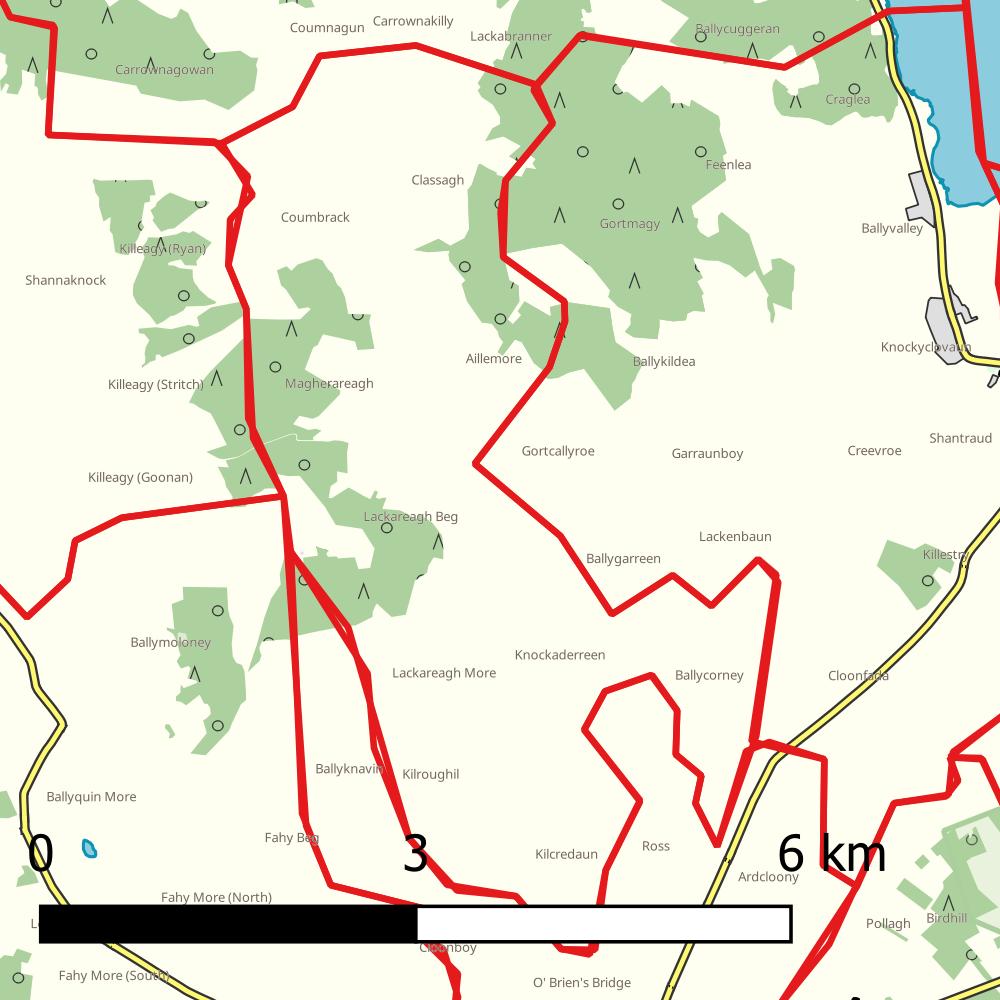 Coumnagun
Carrownakilly
Lackabranner
Ballycuggeran
Carrownagowan
Craglea
Feenlea
Classagh
Coumbrack
Gortmagy
Ballyvalley
Killeagy (Ryan)
Shannaknock
Knockyclovaun
Aillemore
Ballykildea
Killeagy (Stritch)
Magherareagh
Shantraud
Gortcallyroe
Garraunboy
Creevroe
Killeagy (Goonan)
Lackareagh Beg
Lackenbaun
Ballygarreen
Killestry
Ballymoloney
Knockaderreen
Lackareagh More
Ballycorney
Cloonfada
Ballyknavin
Kilroughil
Ballyquin More
Fahy Beg
0 3 6 km
Kilcredaun
Ross
Ardcloony
Fahy More (North)
Pollagh
Birdhill
Cloonboy
Fahy More (South)
O' Brien's Bridge